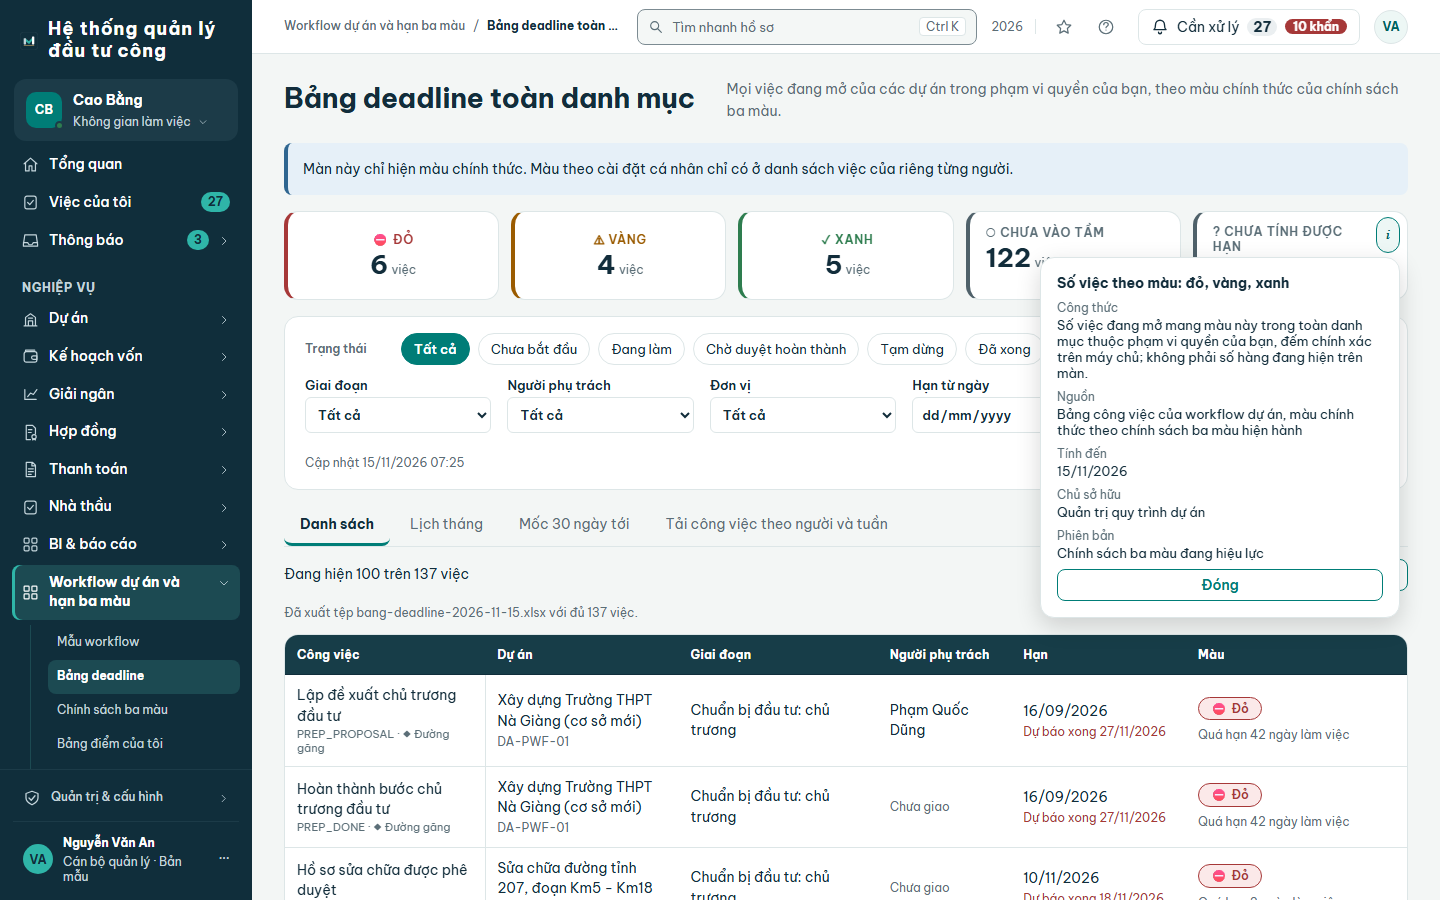 Hệ thống quản lý
đầu tư công
CB
Cao Bằng
Không gian làm việc
Tổng quan
Việc của tôi
27
Thông báo
3
NGHIỆP VỤ
Dự án
Kế hoạch vốn
Giải ngân
Hợp đồng
Thanh toán
Nhà thầu
BI & báo cáo
Workflow dự án và
hạn ba màu
Mẫu workflow
Bảng deadline
Chính sách ba màu
Bảng điểm của tôi
Quản trị & cấu hình
VA
Nguyễn Văn An
Cán bộ quản lý · Bản
mẫu
Workflow dự án và hạn ba màu / Bảng deadline toàn ...
Tìm nhanh hồ sơ
Ctrl K
2026
Cần xử lý 27 10 khẩn
VA
Bảng deadline toàn danh mục
Mọi việc đang mở của các dự án trong phạm vi quyền của bạn, theo màu chính thức của chính sách
ba màu.
Màn này chỉ hiện màu chính thức. Màu theo cài đặt cá nhân chỉ có ở danh sách việc của riêng từng người.
ĐỎ
6 việc
VÀNG
4 việc
✓ XANH
5 việc
○ CHƯA VÀO TẦM
122
? CHƯA TÍNH ĐƯỢC
HẠN
i
Số việc theo màu: đỏ, vàng, xanh
Công thức
Số việc đang mở mang màu này trong toàn danh
mục thuộc phạm vi quyền của bạn, đếm chính xác
trên máy chủ; không phải số hàng đang hiện trên
màn.
Nguồn
Bảng công việc của workflow dự án, màu chính
thức theo chính sách ba màu hiện hành
Tính đến
15/11/2026
Chủ sở hữu
Quản trị quy trình dự án
Phiên bản
Chính sách ba màu đang hiệu lực
Đóng
Trạng thái
Tất cả
Chưa bắt đầu
Đang làm
Chờ duyệt hoàn thành
Tạm dừng
Đã xong
Giai đoạn
Người phụ trách
Đơn vị
Hạn từ ngày
Tất cả
Tất cả
Tất cả
dd/mm/yyyy
Cập nhật 15/11/2026 07:25
Danh sách
Lịch tháng
Mốc 30 ngày tới
Tải công việc theo người và tuần
Đang hiện 100 trên 137 việc
Đã xuất tệp bang-deadline-2026-11-15.xlsx với đủ 137 việc.
Công việc
Dự án
Giai đoạn
Người phụ trách
Hạn
Màu
Lập đề xuất chủ trương
đầu tư
PREP_PROPOSAL · ◆ Đường
găng
Xây dựng Trường THPT
Nà Giàng (cơ sở mới)
DA-PWF-01
Chuẩn bị đầu tư: chủ
trương
Phạm Quốc
Dũng
16/09/2026
Dự báo xong 27/11/2026
Đỏ
Quá hạn 42 ngày làm việc
Hoàn thành bước chủ
trương đầu tư
PREP_DONE · ◆ Đường găng
Xây dựng Trường THPT
Nà Giàng (cơ sở mới)
DA-PWF-01
Chuẩn bị đầu tư: chủ
trương
Chưa giao
16/09/2026
Dự báo xong 27/11/2026
Đỏ
Quá hạn 42 ngày làm việc
Hồ sơ sửa chữa được phê
duyệt
Sửa chữa đường tỉnh
207, đoạn Km5 - Km18
Chuẩn bị đầu tư: chủ
trương
Chưa giao
10/11/2026
Dự báo xong 18/11/2026
Đỏ